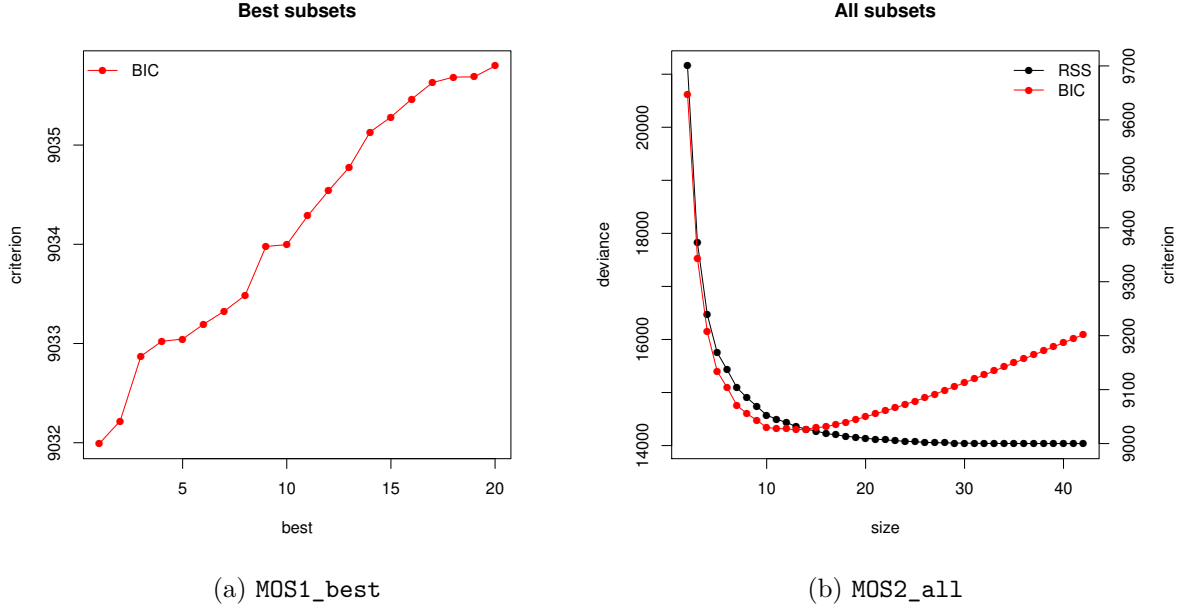 Best subsets
BIC
criterion
9035
9034
9033
9032
5 10 15 20
best
(a) MOS1_best
All subsets
RSS
BIC
deviance
20000
18000
16000
14000
criterion
9700
9600
9500
9400
9300
9200
9100
9000
10 20 30 40
size
(b) MOS2_all